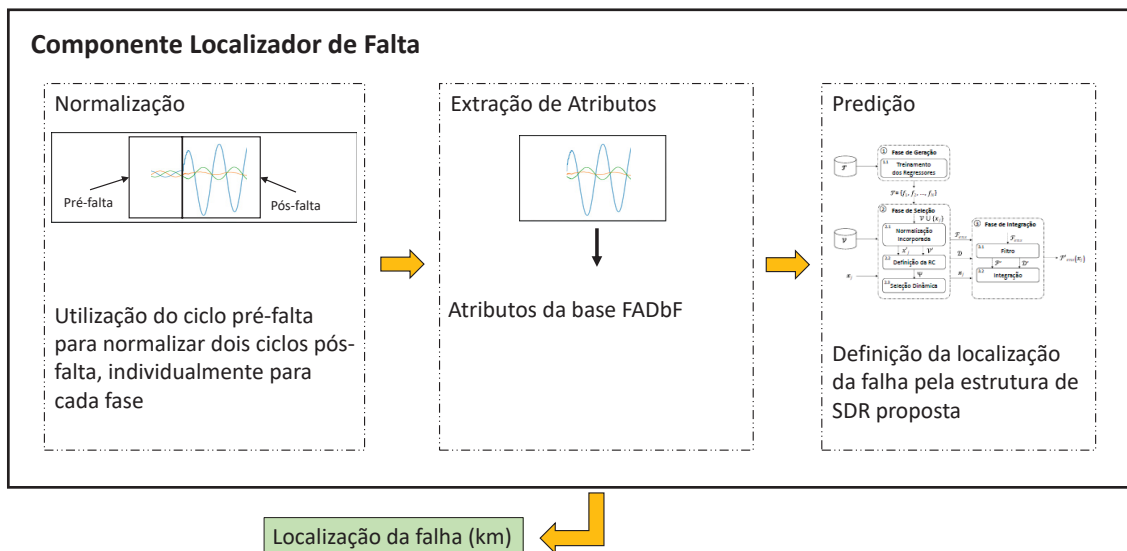 Componente Localizador de Falta
Normalização
Pré-falta
Pós-falta
Utilização do ciclo pré-falta
para normalizar dois ciclos pós-
falta, individualmente para
cada fase
Extração de Atributos
Atributos da base FADbF
Predição
1 Fase de Geração
Treinamento
dos Regressores
2 Fase de Seleção
Normalização
Incorporada
Definição da RC
Seleção Dinâmica
Fase de Integração
Filtro
Integração
Definição da localização
da falha pela estrutura de
SDR proposta
Localização da falha (km)